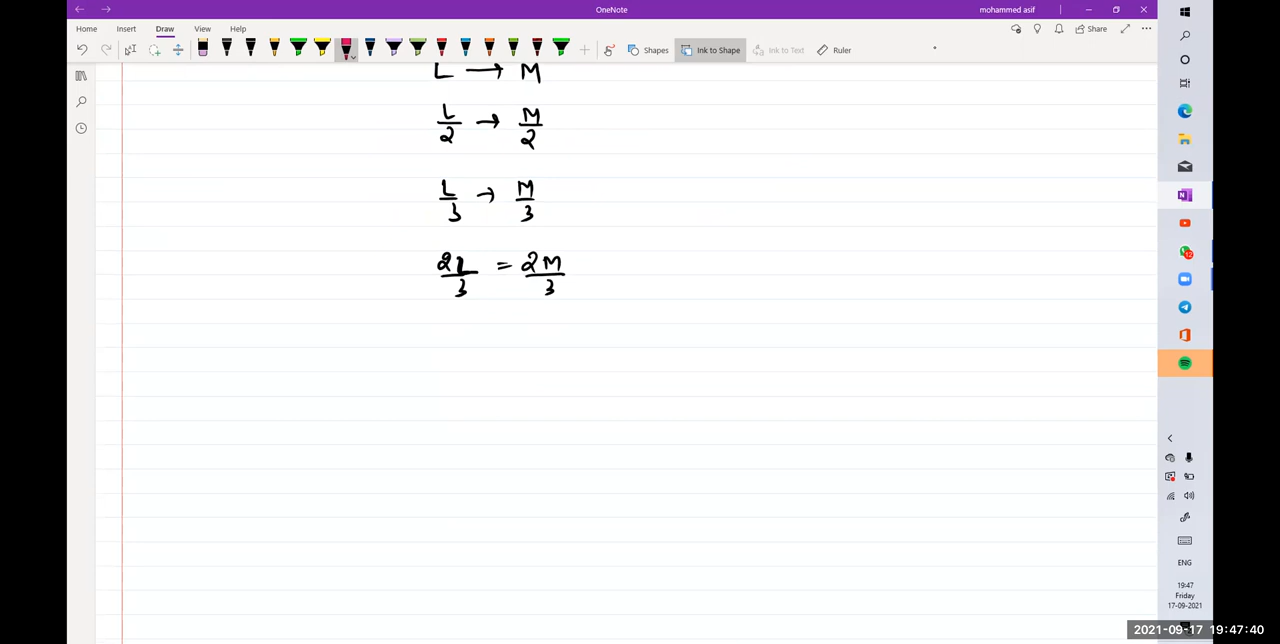 OneNote
mohammed asif
Home Insert Draw View Help
Share
Shapes Ink to Shape Ink to Text Ruler
L → M
L/2 → M/2
L/3 → M/3
2L/3 = 2M/3
12
ENG
19:47
Friday
17-09-2021
2021-09-17 19:47:40